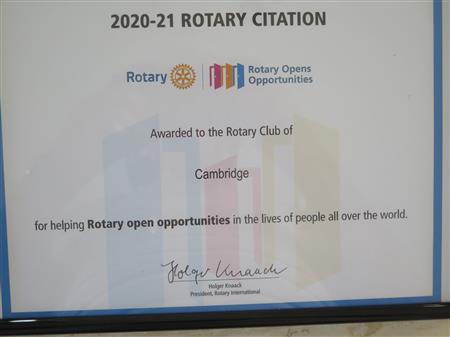 2020-21 ROTARY CITATION
Rotary
Rotary Opens
Opportunities
Awarded to the Rotary Club of
Cambridge
for helping Rotary open opportunities in the lives of people all over the world.
Holger Knaack
Holger Knaack
President, Rotary International